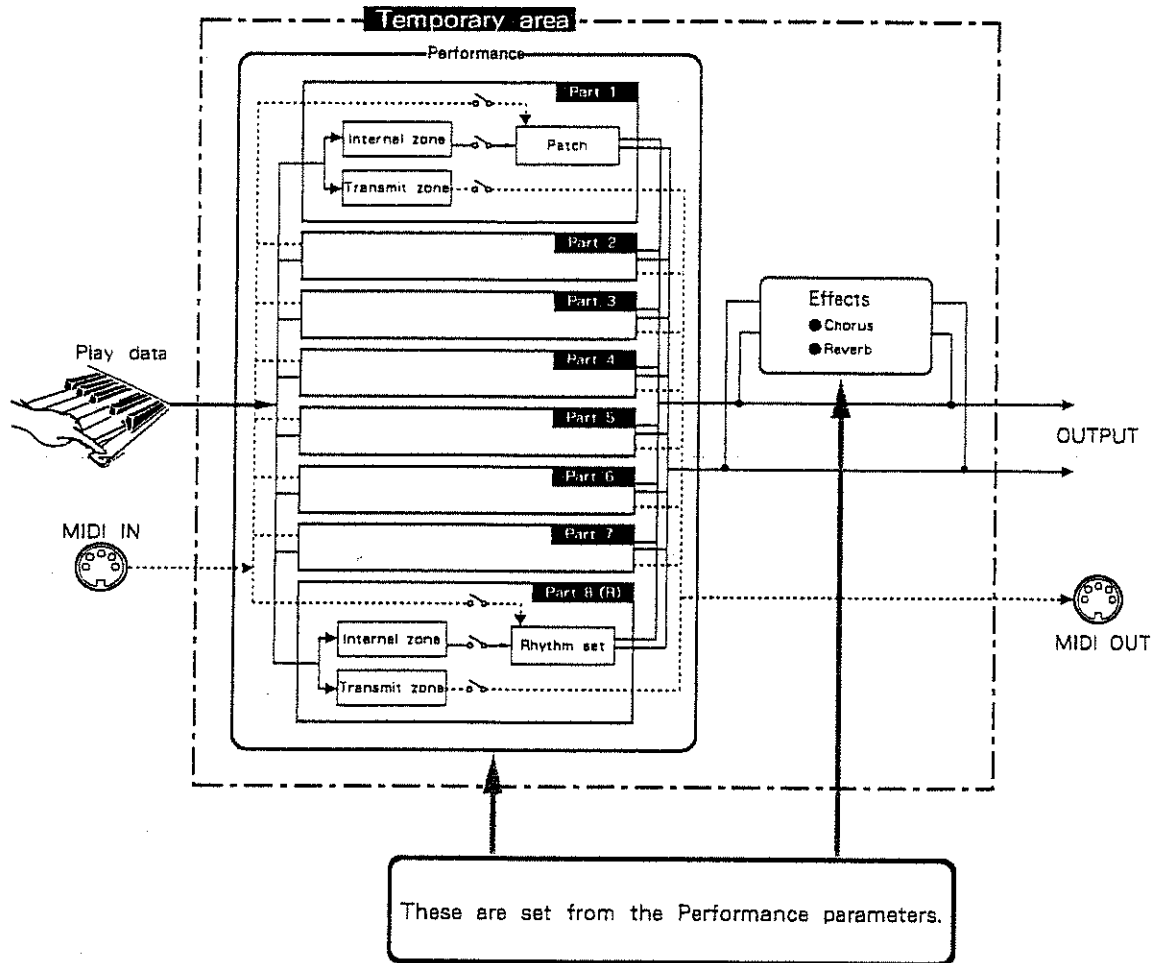 Temporary area
Performance
Part 1
Internal zone
Patch
Transmit zone
Part 2
Part 3
Part 4
Part 5
Part 6
Part 7
Part 8 (R)
Internal zone
Rhythm set
Transmit zone
Play data
MIDI IN
Effects
● Chorus
● Reverb
OUTPUT
MIDI OUT
These are set from the Performance parameters.